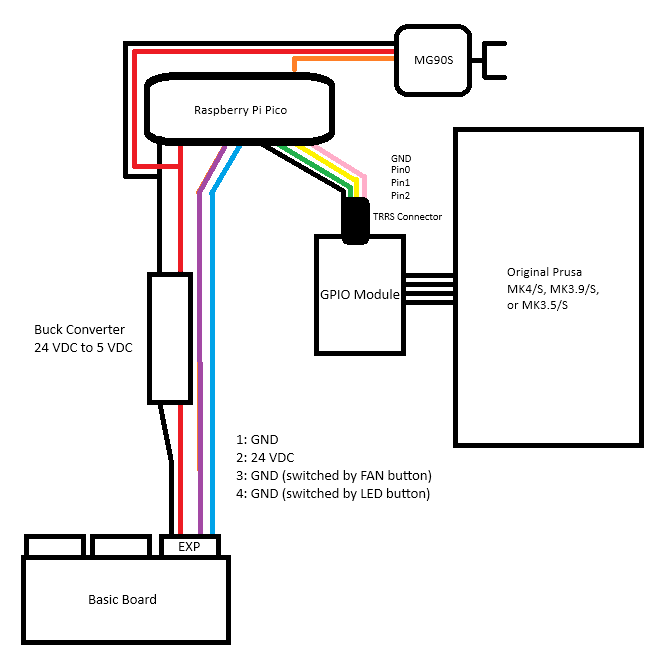 MG90S
Raspberry Pi Pico
GND
Pin0
Pin1
Pin2
TRRS Connector
GPIO Module
Original Prusa
MK4/S, MK3.9/S,
or MK3.5/S
Buck Converter
24 VDC to 5 VDC
1: GND
2: 24 VDC
3: GND (switched by FAN button)
4: GND (switched by LED button)
EXP
Basic Board